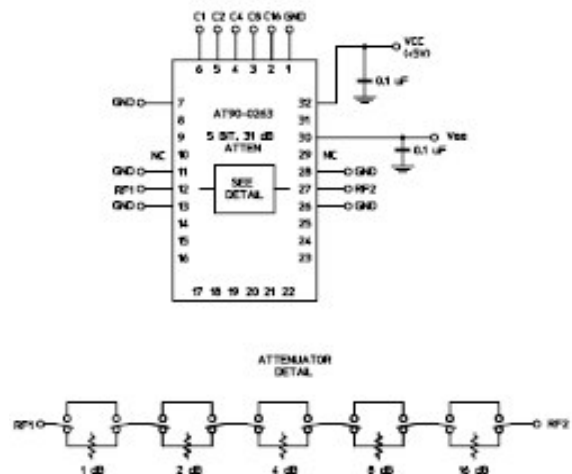 C1 C2 C4 C8 C16 GND
6 5 4 3 2 1
VCC
(+5V)
0.1 uF
GND 7
8
9
NC 10
GND 11
RF1 12
GND 13
14
15
16
AT90-0263
5 BIT, 31 dB
ATTEN
SEE
DETAIL
32
31
30
29 NC
28 GND
27 RF2
26 GND
25
24
23
0.1 uF
17 18 19 20 21 22
ATTENUATOR
DETAIL
RF1 RF2
1 dB 2 dB 4 dB 8 dB 16 dB